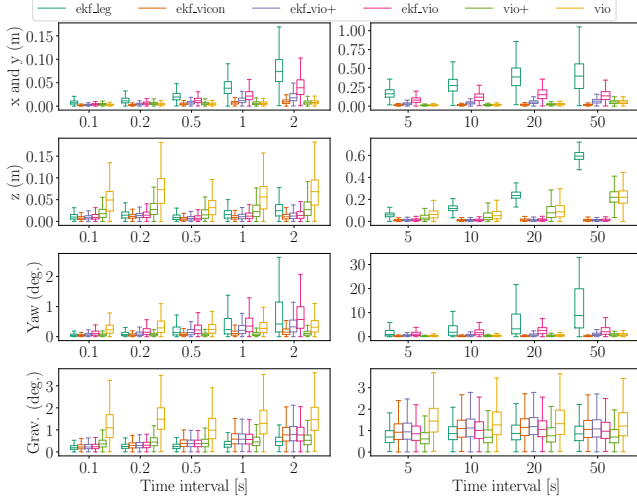 ekf_leg ekf_vicon ekf_vio+ ekf_vio vio+ vio
x and y (m)
0.15
0.10
0.05
0.00
0.1 0.2 0.5 1 2
1.00
0.75
0.50
0.25
0.00
5 10 20 50
z (m)
0.15
0.10
0.05
0.00
0.1 0.2 0.5 1 2
0.6
0.4
0.2
0.0
5 10 20 50
Yaw (deg.)
2
1
0
0.1 0.2 0.5 1 2
30
20
10
0
5 10 20 50
Grav. (deg.)
3
2
1
0
0.1 0.2 0.5 1 2
Time interval [s]
3
2
1
0
5 10 20 50
Time interval [s]